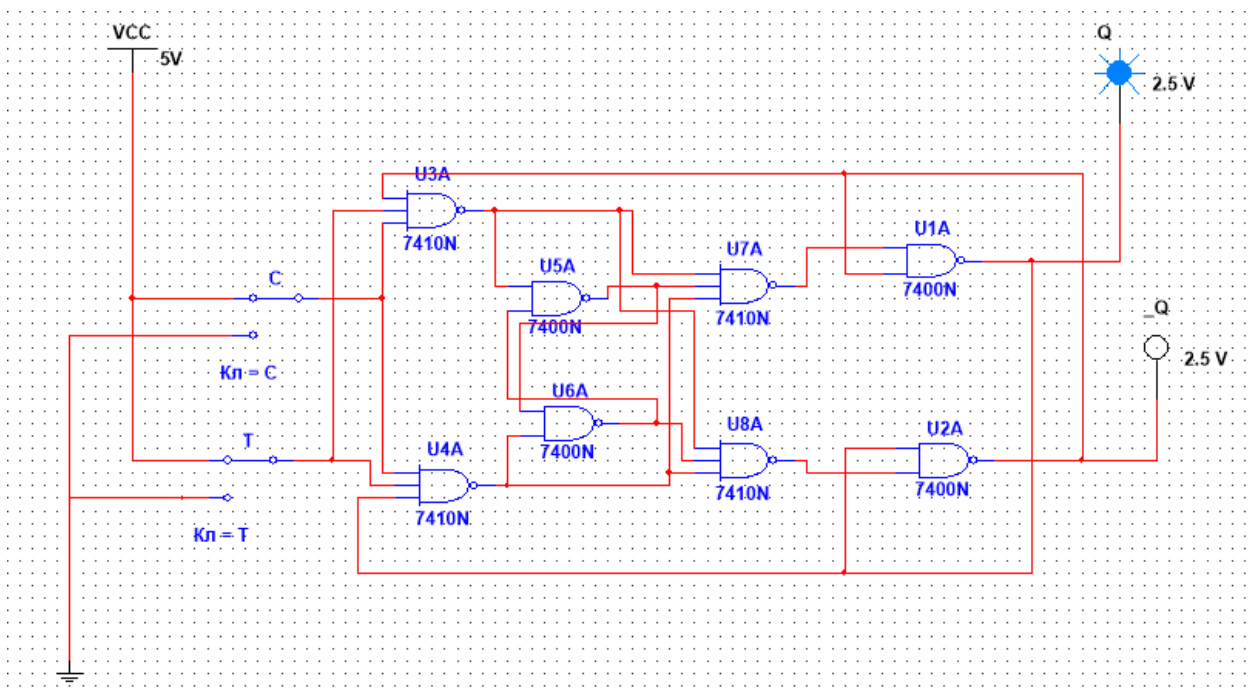 VCC
5V
Q
2.5 V
U3A
7410N
U1A
7400N
U7A
7410N
U5A
7400N
C
_Q
2.5 V
Кл = C
U6A
7400N
U8A
7410N
U2A
7400N
T
U4A
7410N
Кл = T